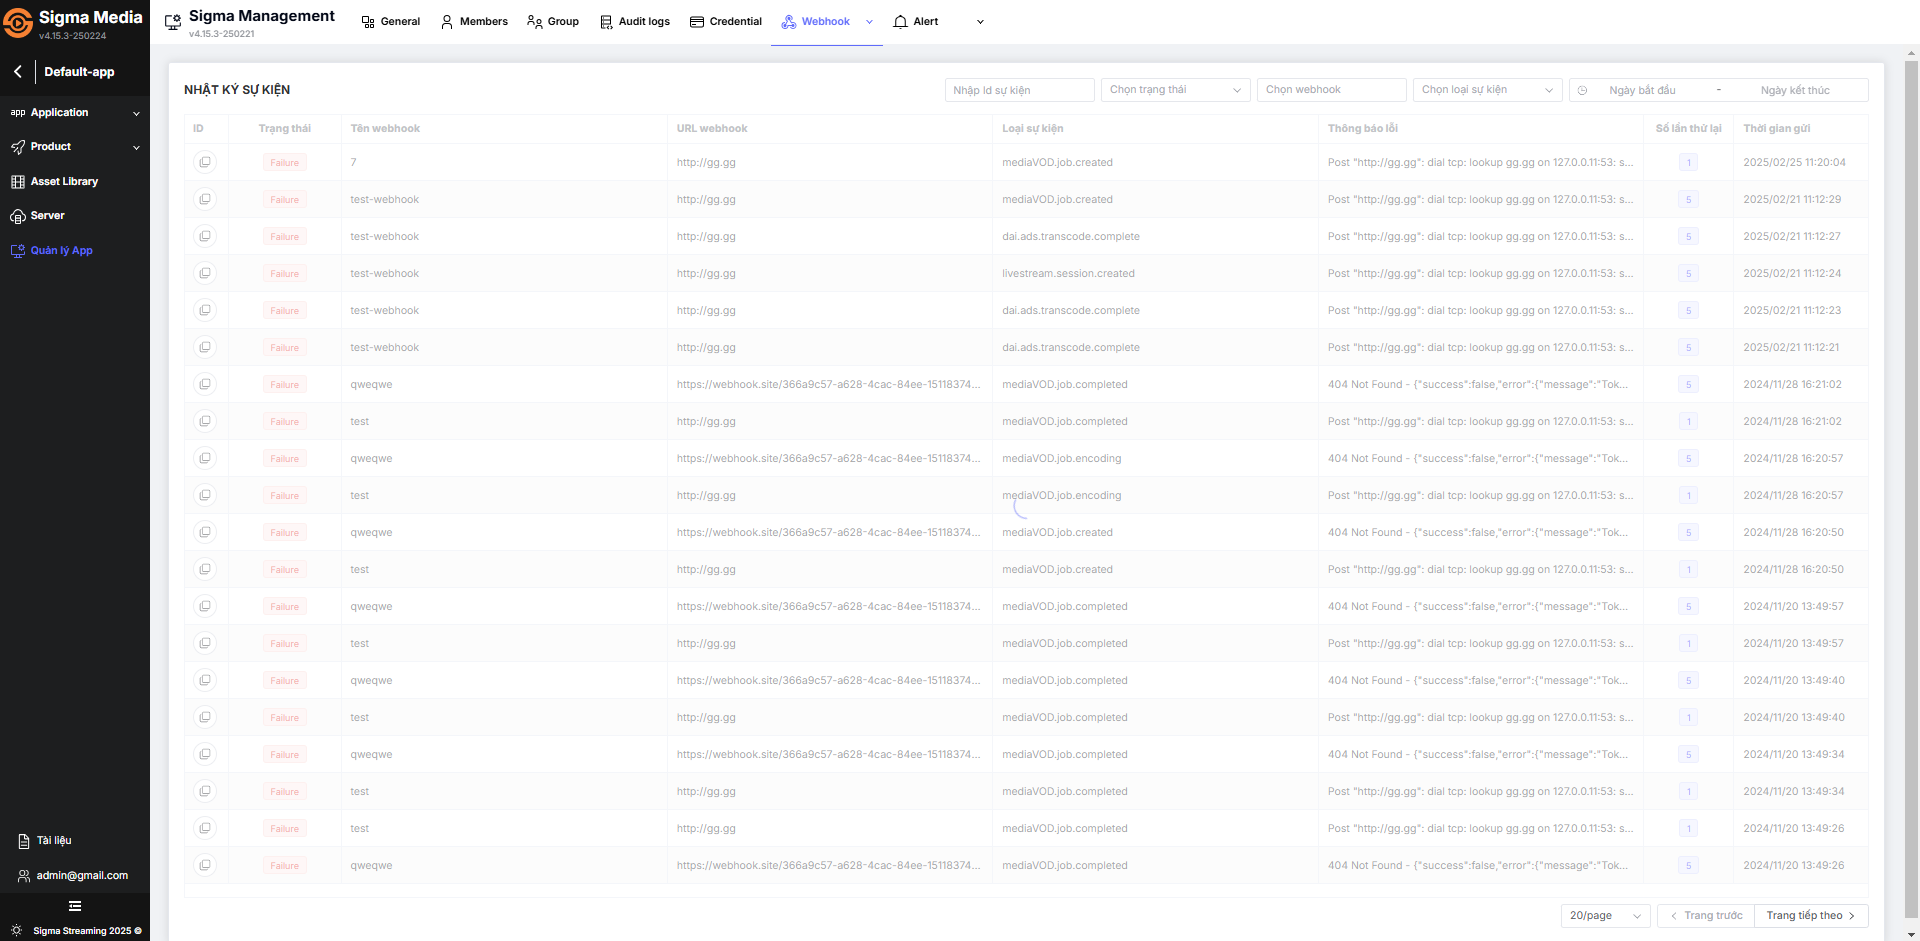 Sigma Media
v4.15.3-250224
Default-app
app Application
Product
Asset Library
Server
Quản lý App
Tài liệu
admin@gmail.com
Sigma Streaming 2025 ©
Sigma Management
v4.15.3-250221
General Members Group Audit logs Credential Webhook Alert
NHẬT KÝ SỰ KIỆN
Nhập Id sự kiện Chọn trạng thái Chọn webhook Chọn loại sự kiện Ngày bắt đầu - Ngày kết thúc
ID Trạng thái Tên webhook URL webhook Loại sự kiện Thông báo lỗi Số lần thử lại Thời gian gửi
Failure 7 http://gg.gg mediaVOD.job.created Post "http://gg.gg": dial tcp: lookup gg.gg on 127.0.0.11:53: s... 1 2025/02/25 11:20:04
Failure test-webhook http://gg.gg mediaVOD.job.created Post "http://gg.gg": dial tcp: lookup gg.gg on 127.0.0.11:53: s... 5 2025/02/21 11:12:29
Failure test-webhook http://gg.gg dai.ads.transcode.complete Post "http://gg.gg": dial tcp: lookup gg.gg on 127.0.0.11:53: s... 5 2025/02/21 11:12:27
Failure test-webhook http://gg.gg livestream.session.created Post "http://gg.gg": dial tcp: lookup gg.gg on 127.0.0.11:53: s... 5 2025/02/21 11:12:24
Failure test-webhook http://gg.gg dai.ads.transcode.complete Post "http://gg.gg": dial tcp: lookup gg.gg on 127.0.0.11:53: s... 5 2025/02/21 11:12:23
Failure test-webhook http://gg.gg dai.ads.transcode.complete Post "http://gg.gg": dial tcp: lookup gg.gg on 127.0.0.11:53: s... 5 2025/02/21 11:12:21
Failure qweqwe https://webhook.site/366a9c57-a628-4cac-84ee-15118374... mediaVOD.job.completed 404 Not Found - {"success":false,"error":{"message":"Tok... 5 2024/11/28 16:21:02
Failure test http://gg.gg mediaVOD.job.completed Post "http://gg.gg": dial tcp: lookup gg.gg on 127.0.0.11:53: s... 1 2024/11/28 16:21:02
Failure qweqwe https://webhook.site/366a9c57-a628-4cac-84ee-15118374... mediaVOD.job.encoding 404 Not Found - {"success":false,"error":{"message":"Tok... 5 2024/11/28 16:20:57
Failure test http://gg.gg mediaVOD.job.encoding Post "http://gg.gg": dial tcp: lookup gg.gg on 127.0.0.11:53: s... 1 2024/11/28 16:20:57
Failure qweqwe https://webhook.site/366a9c57-a628-4cac-84ee-15118374... mediaVOD.job.created 404 Not Found - {"success":false,"error":{"message":"Tok... 5 2024/11/28 16:20:50
Failure test http://gg.gg mediaVOD.job.created Post "http://gg.gg": dial tcp: lookup gg.gg on 127.0.0.11:53: s... 1 2024/11/28 16:20:50
Failure qweqwe https://webhook.site/366a9c57-a628-4cac-84ee-15118374... mediaVOD.job.completed 404 Not Found - {"success":false,"error":{"message":"Tok... 5 2024/11/20 13:49:57
Failure test http://gg.gg mediaVOD.job.completed Post "http://gg.gg": dial tcp: lookup gg.gg on 127.0.0.11:53: s... 1 2024/11/20 13:49:57
Failure qweqwe https://webhook.site/366a9c57-a628-4cac-84ee-15118374... mediaVOD.job.completed 404 Not Found - {"success":false,"error":{"message":"Tok... 5 2024/11/20 13:49:40
Failure test http://gg.gg mediaVOD.job.completed Post "http://gg.gg": dial tcp: lookup gg.gg on 127.0.0.11:53: s... 1 2024/11/20 13:49:40
Failure qweqwe https://webhook.site/366a9c57-a628-4cac-84ee-15118374... mediaVOD.job.completed 404 Not Found - {"success":false,"error":{"message":"Tok... 5 2024/11/20 13:49:34
Failure test http://gg.gg mediaVOD.job.completed Post "http://gg.gg": dial tcp: lookup gg.gg on 127.0.0.11:53: s... 1 2024/11/20 13:49:34
Failure test http://gg.gg mediaVOD.job.completed Post "http://gg.gg": dial tcp: lookup gg.gg on 127.0.0.11:53: s... 1 2024/11/20 13:49:26
Failure qweqwe https://webhook.site/366a9c57-a628-4cac-84ee-15118374... mediaVOD.job.completed 404 Not Found - {"success":false,"error":{"message":"Tok... 5 2024/11/20 13:49:26
20/page Trang trước Trang tiếp theo